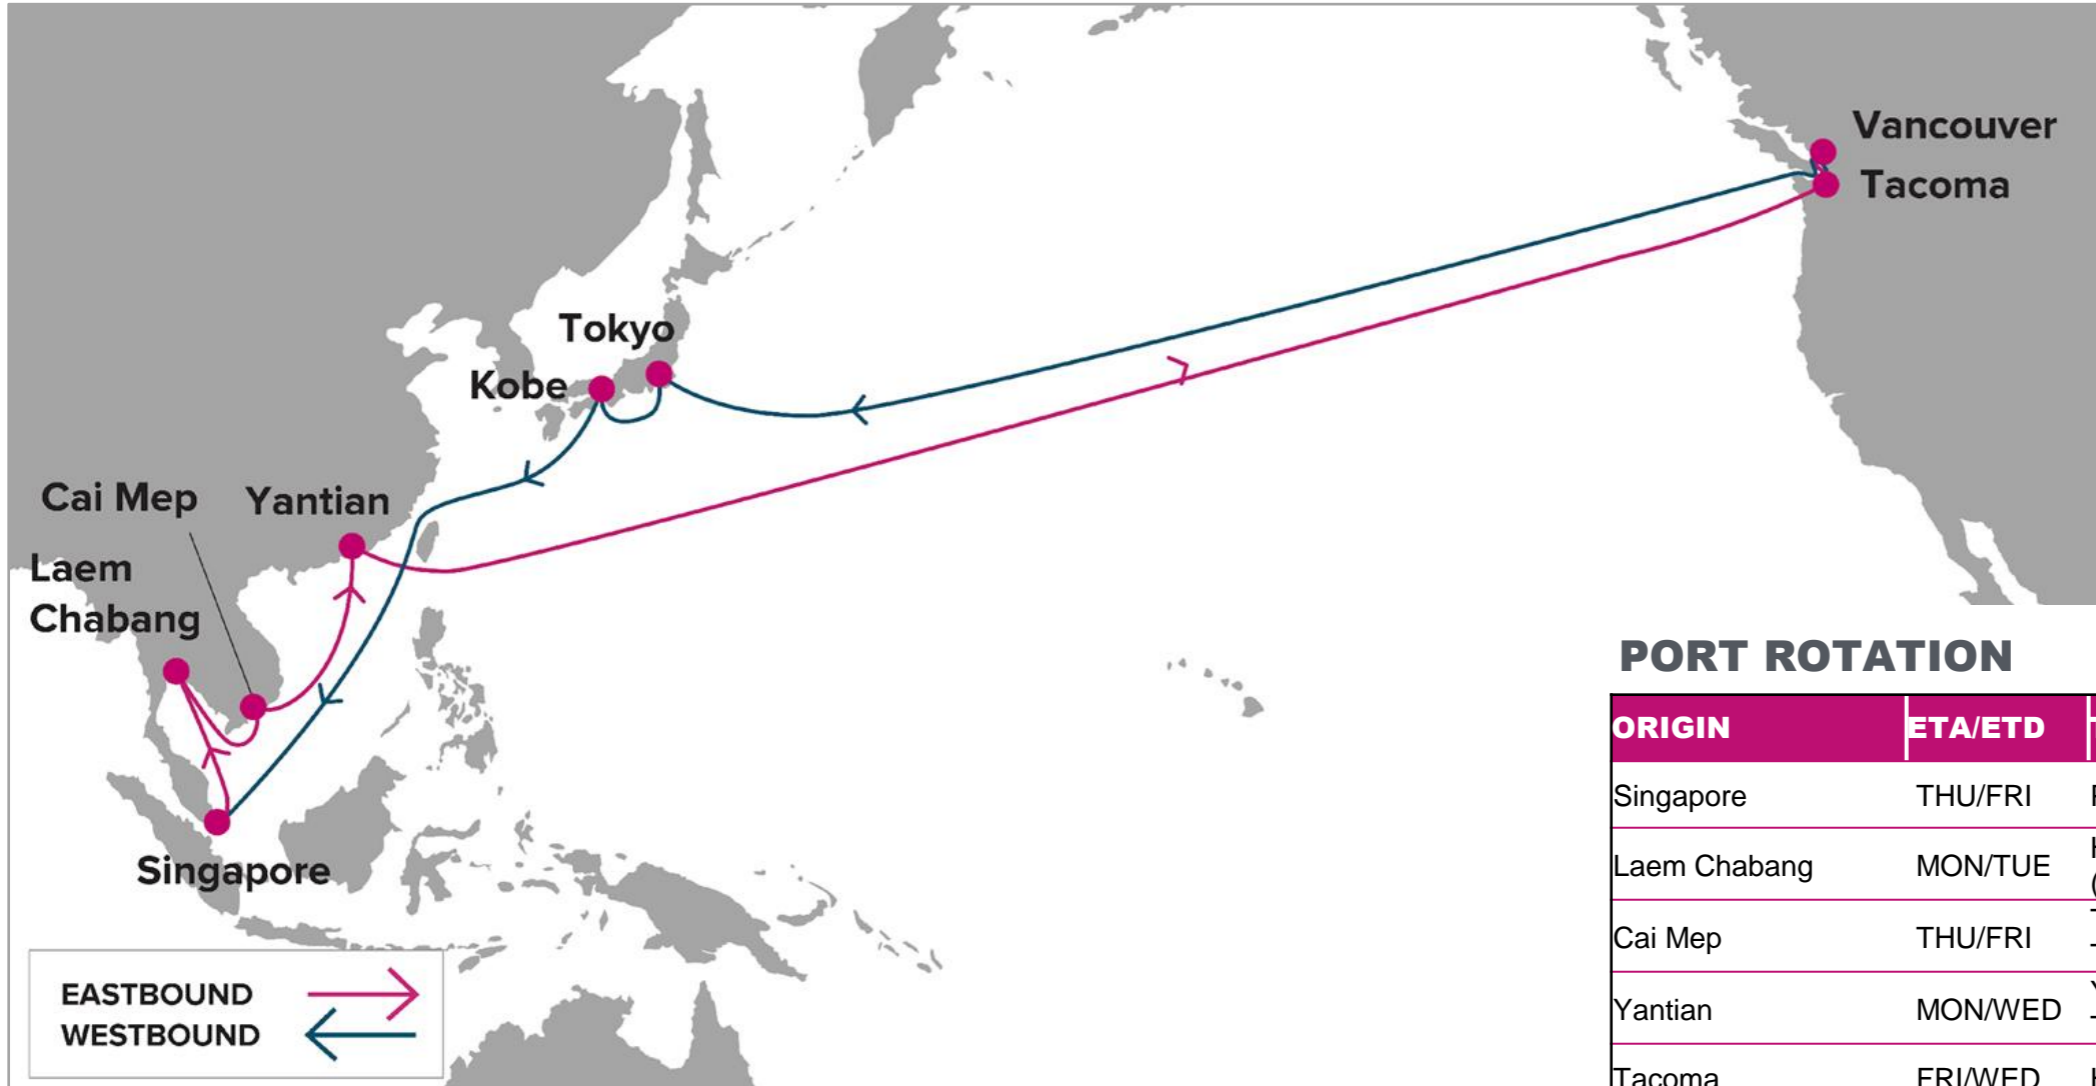 Vancouver
Tacoma
Tokyo
Kobe
Cai Mep
Yantian
Laem
Chabang
Singapore
EASTBOUND
WESTBOUND
PORT ROTATION
ORIGIN ETA/ETD
Singapore THU/FRI
Laem Chabang MON/TUE
Cai Mep THU/FRI
Yantian MON/WED
Tacoma FRI/WED